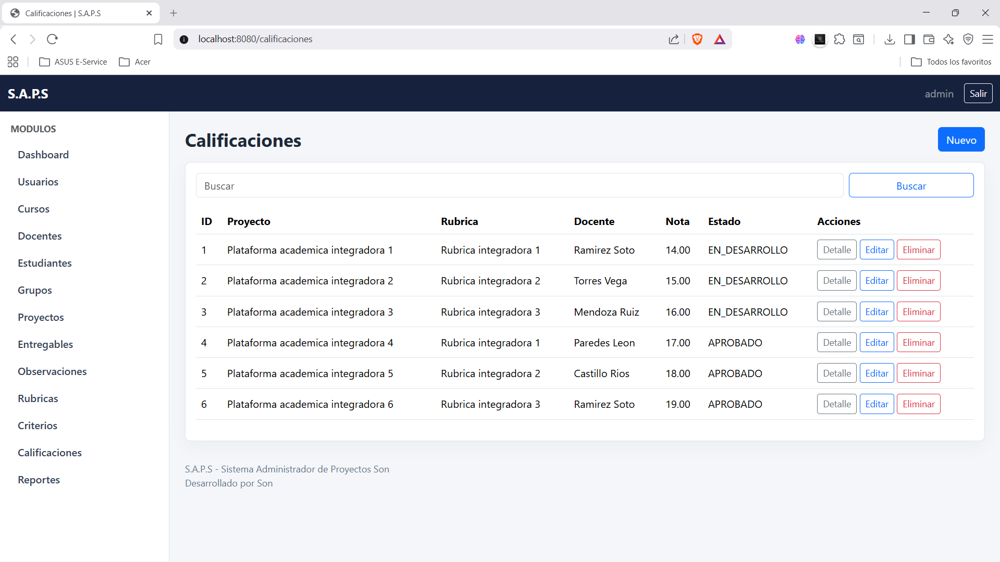 Calificaciones | S.A.P.S
localhost:8080/calificaciones
ASUS E-Service Acer Todos los favoritos
S.A.P.S admin Salir
MODULOS
Dashboard
Usuarios
Cursos
Docentes
Estudiantes
Grupos
Proyectos
Entregables
Observaciones
Rubricas
Criterios
Calificaciones
Reportes
Calificaciones Nuevo
Buscar Buscar
ID Proyecto Rubrica Docente Nota Estado Acciones
1 Plataforma academica integradora 1 Rubrica integradora 1 Ramirez Soto 14.00 EN_DESARROLLO Detalle Editar Eliminar
2 Plataforma academica integradora 2 Rubrica integradora 2 Torres Vega 15.00 EN_DESARROLLO Detalle Editar Eliminar
3 Plataforma academica integradora 3 Rubrica integradora 3 Mendoza Ruiz 16.00 EN_DESARROLLO Detalle Editar Eliminar
4 Plataforma academica integradora 4 Rubrica integradora 1 Paredes Leon 17.00 APROBADO Detalle Editar Eliminar
5 Plataforma academica integradora 5 Rubrica integradora 2 Castillo Rios 18.00 APROBADO Detalle Editar Eliminar
6 Plataforma academica integradora 6 Rubrica integradora 3 Ramirez Soto 19.00 APROBADO Detalle Editar Eliminar
S.A.P.S - Sistema Administrador de Proyectos Son
Desarrollado por Son